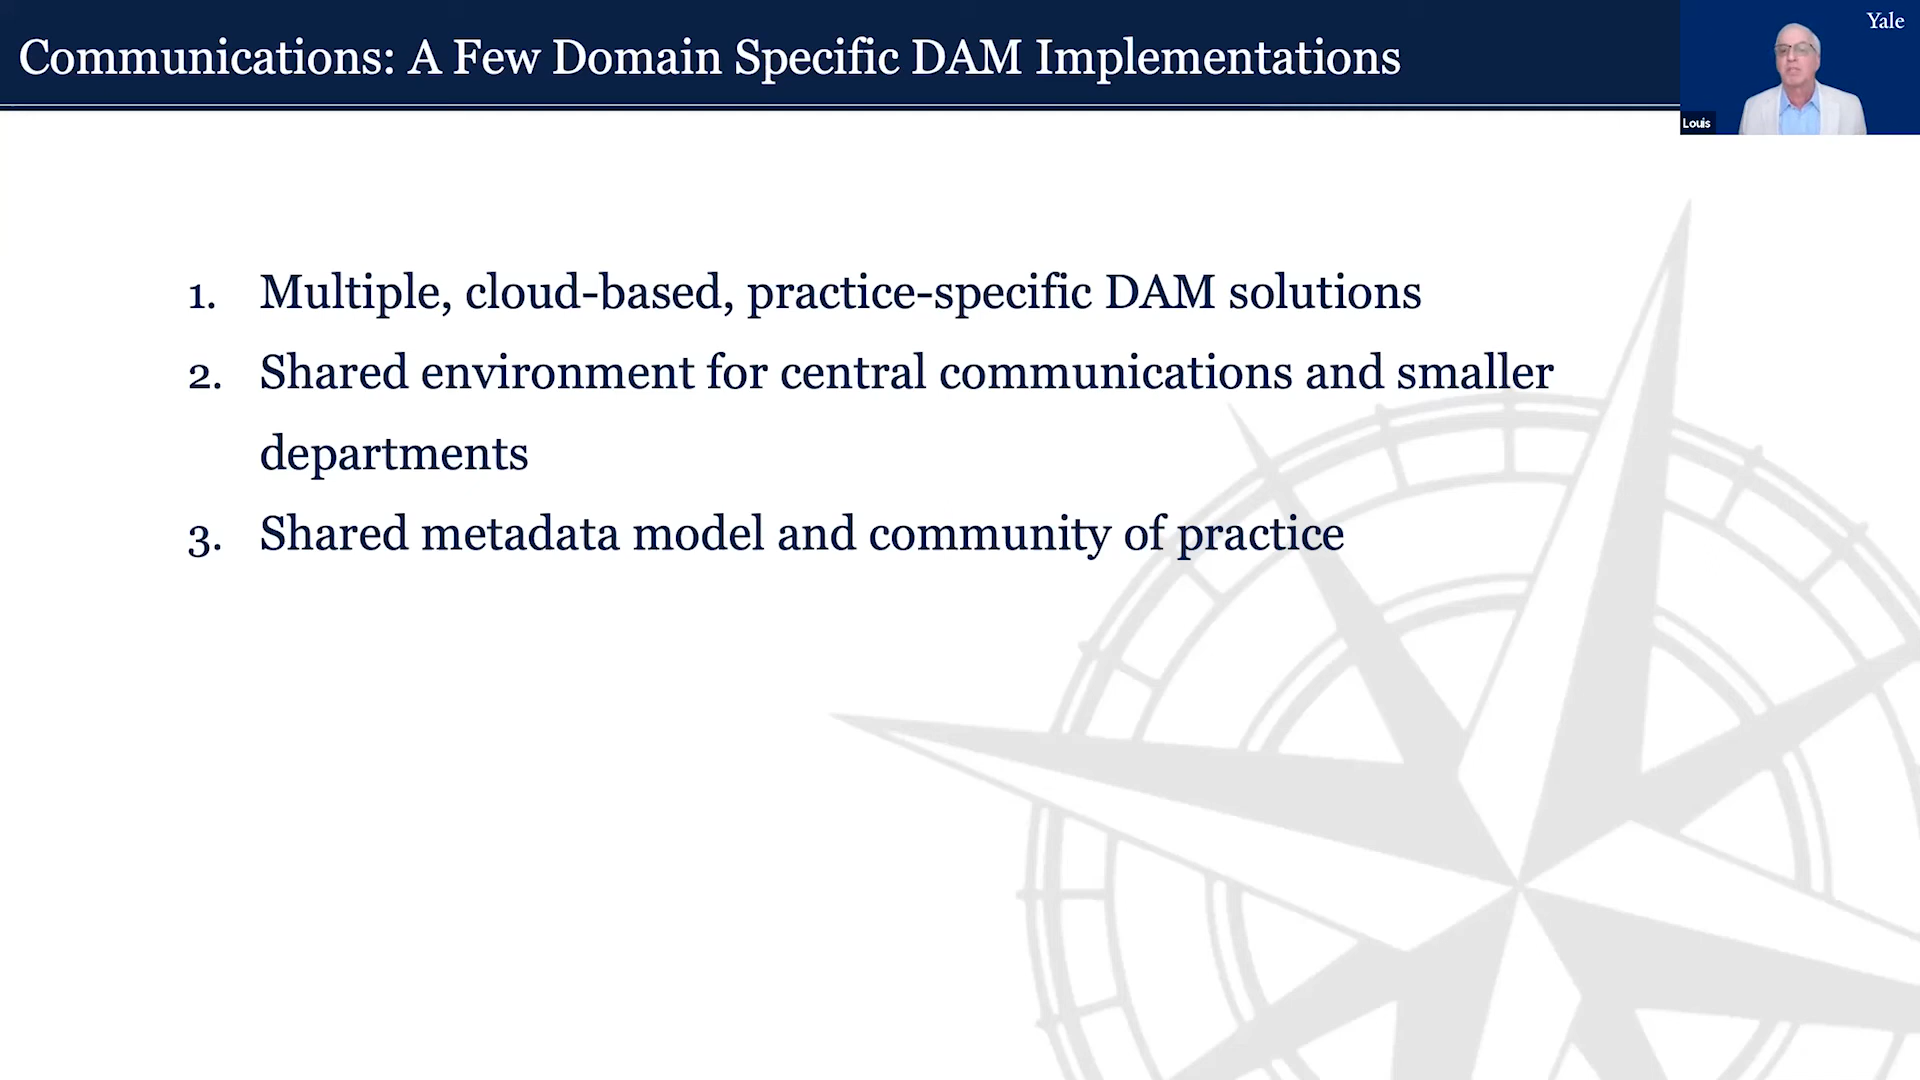 Communications: A Few Domain Specific DAM Implementations
Yale
Louis
1. Multiple, cloud-based, practice-specific DAM solutions
2. Shared environment for central communications and smaller
departments
3. Shared metadata model and community of practice